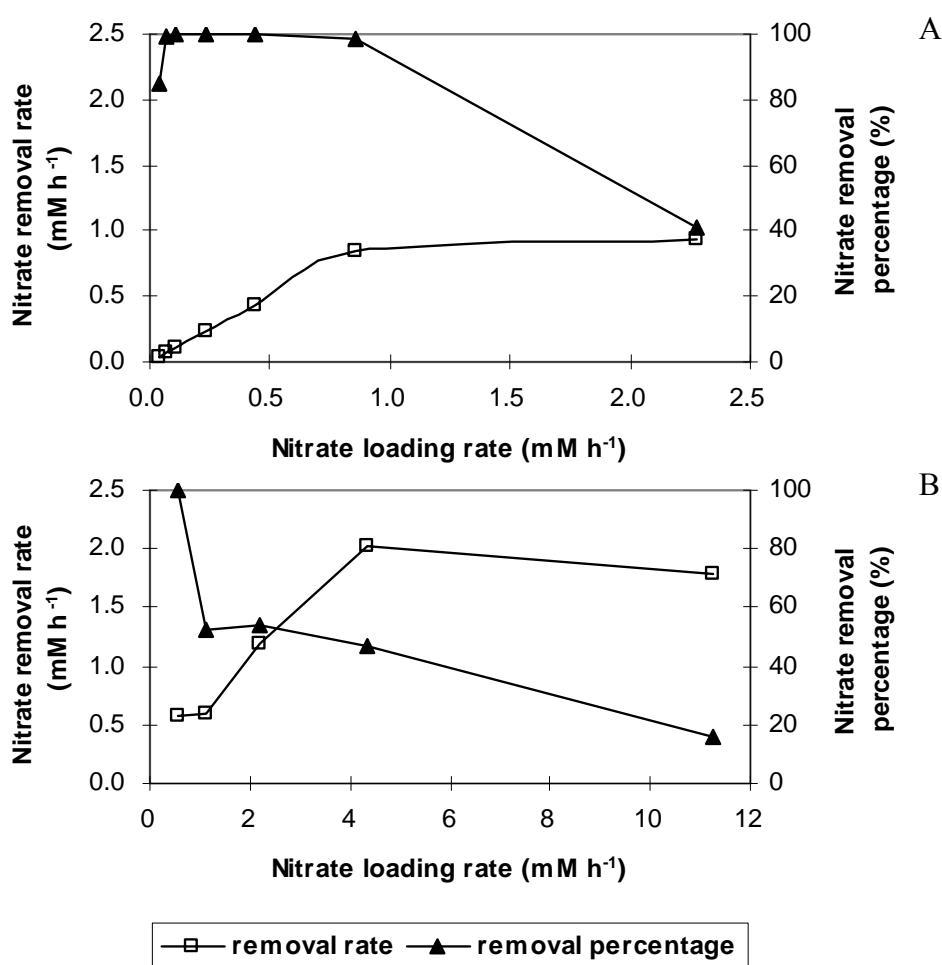 A
Nitrate removal rate
(mM h⁻¹)
2.5
2.0
1.5
1.0
0.5
0.0
100
80
60
40
20
0
Nitrate removal
percentage (%)
0.0 0.5 1.0 1.5 2.0 2.5
Nitrate loading rate (mM h⁻¹)
B
Nitrate removal rate
(mM h⁻¹)
2.5
2.0
1.5
1.0
0.5
0.0
100
80
60
40
20
0
Nitrate removal
percentage (%)
0 2 4 6 8 10 12
Nitrate loading rate (mM h⁻¹)
removal rate removal percentage